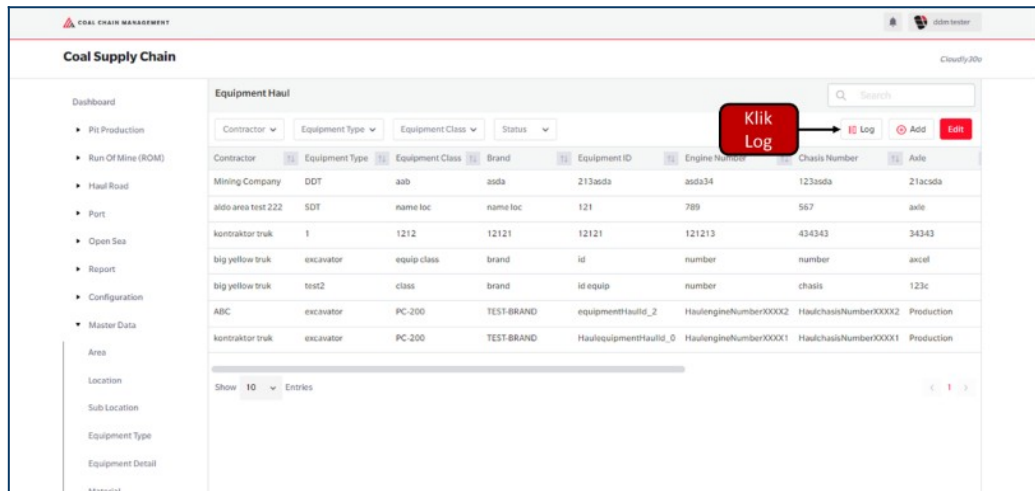 COAL CHAIN MANAGEMENT
ddm tester
Coal Supply Chain
Cloudly30o
Dashboard
Pit Production
Run Of Mine (ROM)
Haul Road
Port
Open Sea
Report
Configuration
Master Data
Area
Location
Sub Location
Equipment Type
Equipment Detail
Material
Equipment Haul
Search
Contractor Equipment Type Equipment Class Status
Klik
Log
Log Add Edit
Contractor Equipment Type Equipment Class Brand Equipment ID Engine Number Chasis Number Axle
Mining Company DDT aab asda 213asda asda34 123asda 21acsda
aldo area test 222 SDT name loc name loc 121 789 567 axle
kontraktor truk 1 1212 12121 12121 121213 434343 34343
big yellow truk excavator equip class brand id number number axcel
big yellow truk test2 class brand id equip number chasis 123c
ABC excavator PC-200 TEST-BRAND equipmentHaulId_2 HaulengineNumberXXXX2 HaulchasisNumberXXXX2 Production
kontraktor truk excavator PC-200 TEST-BRAND HaulequipmentHaulId_0 HaulengineNumberXXXX1 HaulchasisNumberXXXX1 Production
Show 10 Entries
< 1 >